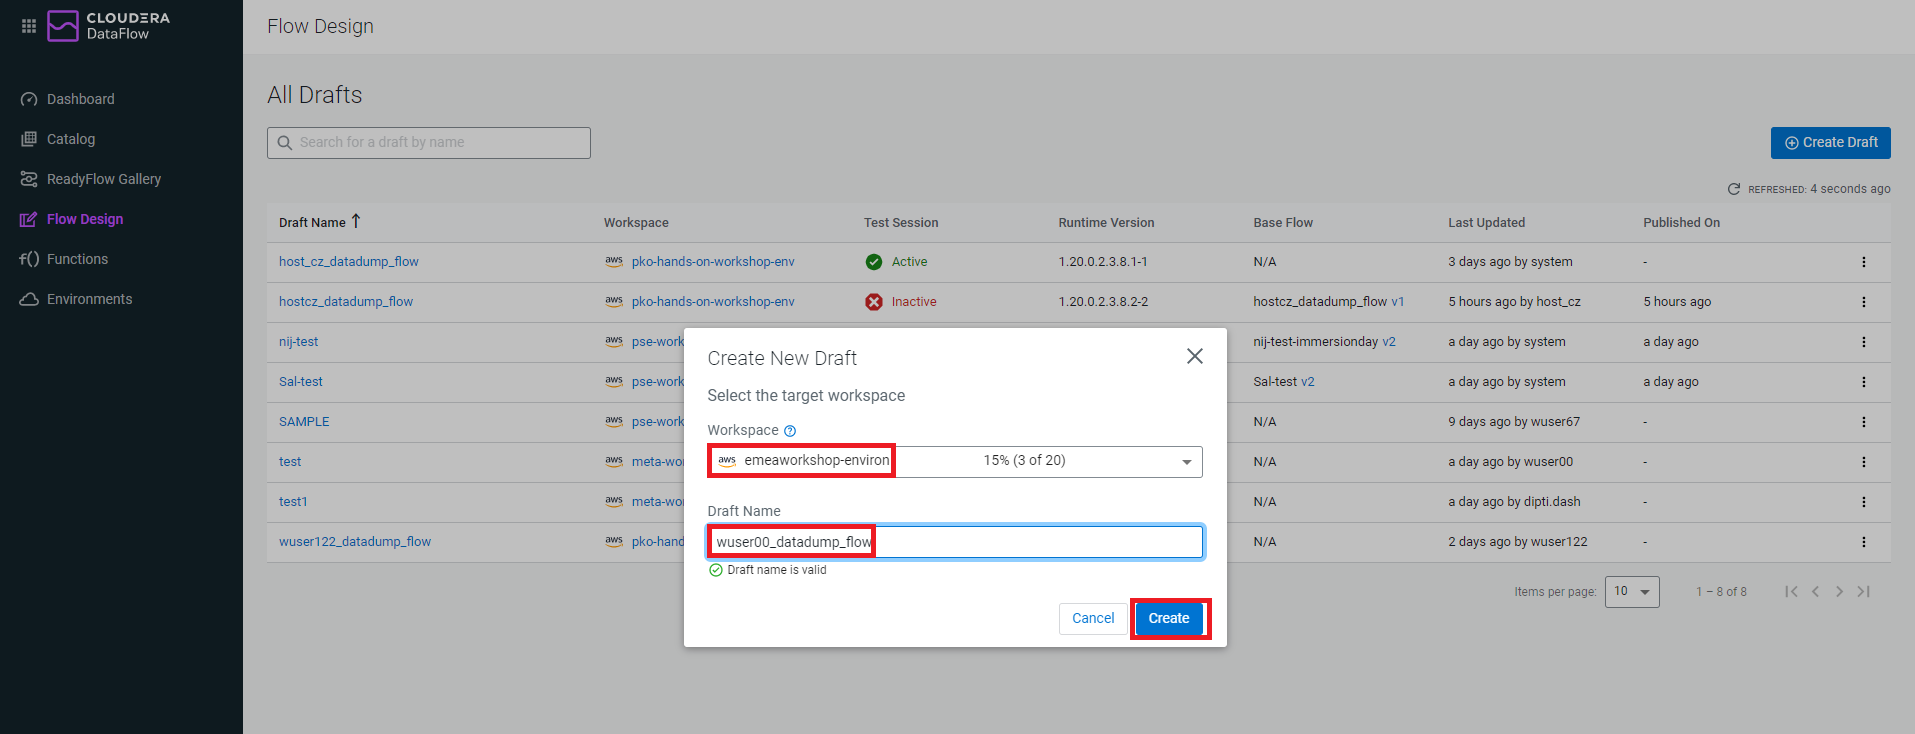 CLOUDERA
DataFlow
Flow Design
Dashboard
Catalog
ReadyFlow Gallery
Flow Design
f() Functions
Environments
All Drafts
Search for a draft by name
Create Draft
REFRESHED: 4 seconds ago
Draft Name Workspace Test Session Runtime Version Base Flow Last Updated Published On
host_cz_datadump_flow aws pko-hands-on-workshop-env Active 1.20.0.2.3.8.1-1 N/A 3 days ago by system -
hostcz_datadump_flow aws pko-hands-on-workshop-env Inactive 1.20.0.2.3.8.2-2 hostcz_datadump_flow v1 5 hours ago by host_cz 5 hours ago
nij-test aws pse-work nij-test-immersionday v2 a day ago by system a day ago
Sal-test aws pse-work Sal-test v2 a day ago by system a day ago
SAMPLE aws pse-work N/A 9 days ago by wuser67 -
test aws meta-wo N/A a day ago by wuser00 -
test1 aws meta-wo N/A a day ago by dipti.dash -
wuser122_datadump_flow aws pko-hand N/A 2 days ago by wuser122 -
Items per page: 10 1 – 8 of 8
Create New Draft
Select the target workspace
Workspace ?
aws emeaworkshop-environ 15% (3 of 20)
Draft Name
wuser00_datadump_flow
Draft name is valid
Cancel Create